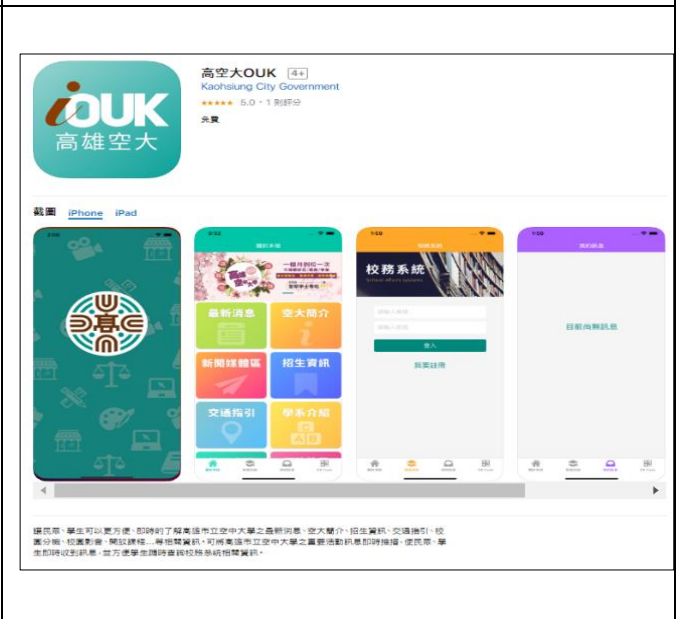 iOUK
高雄空大
高空大OUK 4+
Kaohsiung City Government
★★★★★ 5.0・1 則評分
免費
截圖 iPhone iPad
最新消息
空大簡介
新聞媒體區
招生資訊
交通指引
學系介紹
校務系統
登入
我要註冊
目前尚無訊息
讓民眾、學生可以更方便、即時的了解高雄市立空中大學之最新消息、空大簡介、招生資訊、交通指引、校
園分機、校園影音、開放課程...等相關資訊。可將高雄市立空中大學之重要活動訊息即時推播,使民眾、學
生即時收到訊息,並方便學生隨時查詢校務系統相關資訊。